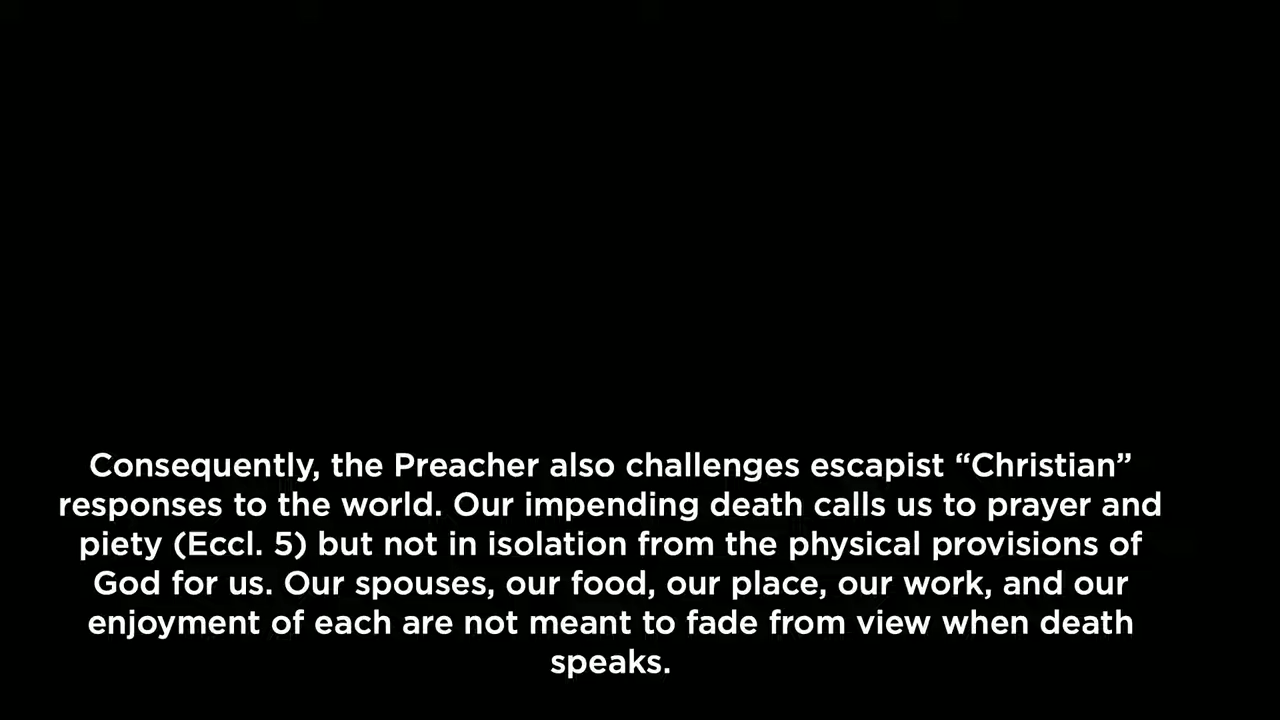 Consequently, the Preacher also challenges escapist “Christian”
responses to the world. Our impending death calls us to prayer and
piety (Eccl. 5) but not in isolation from the physical provisions of
God for us. Our spouses, our food, our place, our work, and our
enjoyment of each are not meant to fade from view when death
speaks.